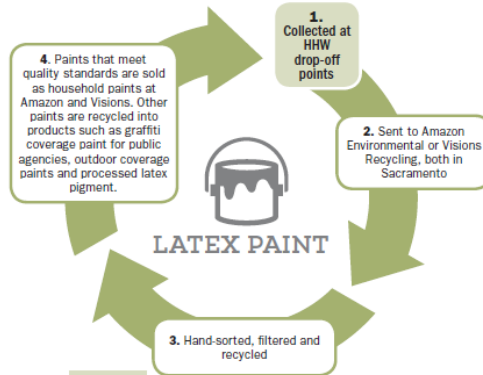 1.
Collected at
HHW
drop-off
points
2. Sent to Amazon
Environmental or Visions
Recycling, both in
Sacramento
3. Hand-sorted, filtered and
recycled
4. Paints that meet
quality standards are sold
as household paints at
Amazon and Visions. Other
paints are recycled into
products such as graffiti
coverage paint for public
agencies, outdoor coverage
paints and processed latex
pigment.
LATEX PAINT